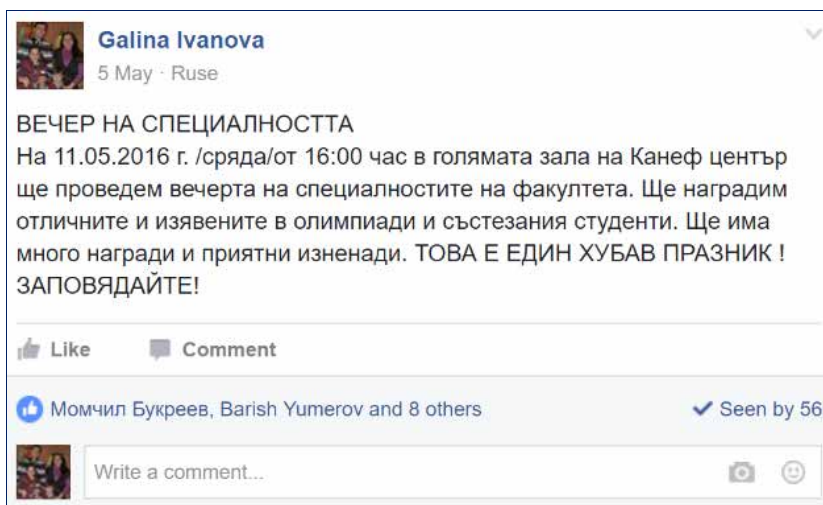 Galina Ivanova
5 May · Ruse
ВЕЧЕР НА СПЕЦИАЛНОСТТА
На 11.05.2016 г. /сряда/от 16:00 час в голямата зала на Канеф център
ще проведем вечерта на специалностите на факултета. Ще наградим
отличните и изявените в олимпиади и състезания студенти. Ще има
много награди и приятни изненади. ТОВА Е ЕДИН ХУБАВ ПРАЗНИК !
ЗАПОВЯДАЙТЕ!
Like Comment
Момчил Букреев, Barish Yumerov and 8 others Seen by 56
Write a comment...